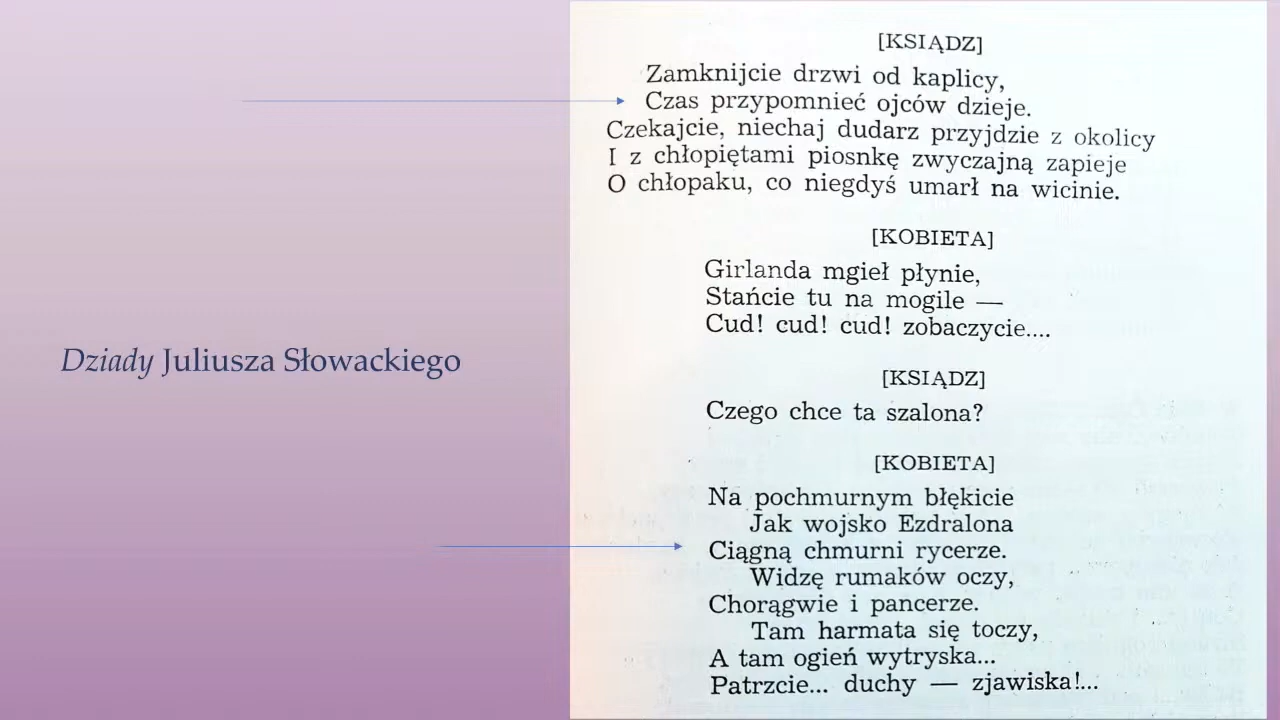 Dziady Juliusza Słowackiego
[KSIĄDZ]
Zamknijcie drzwi od kaplicy,
Czas przypomnieć ojców dzieje.
Czekajcie, niechaj dudarz przyjdzie z okolicy
I z chłopiętami piosnkę zwyczajną zapieje
O chłopaku, co niegdyś umarł na wicinie.
[KOBIETA]
Girlanda mgieł płynie,
Stańcie tu na mogile —
Cud! cud! cud! zobaczycie....
[KSIĄDZ]
Czego chce ta szalona?
[KOBIETA]
Na pochmurnym błękicie
Jak wojsko Ezdralona
Ciągną chmurni rycerze.
Widzę rumaków oczy,
Chorągwie i pancerze.
Tam harmata się toczy,
A tam ogień wytryska...
Patrzcie... duchy — zjawiska!...